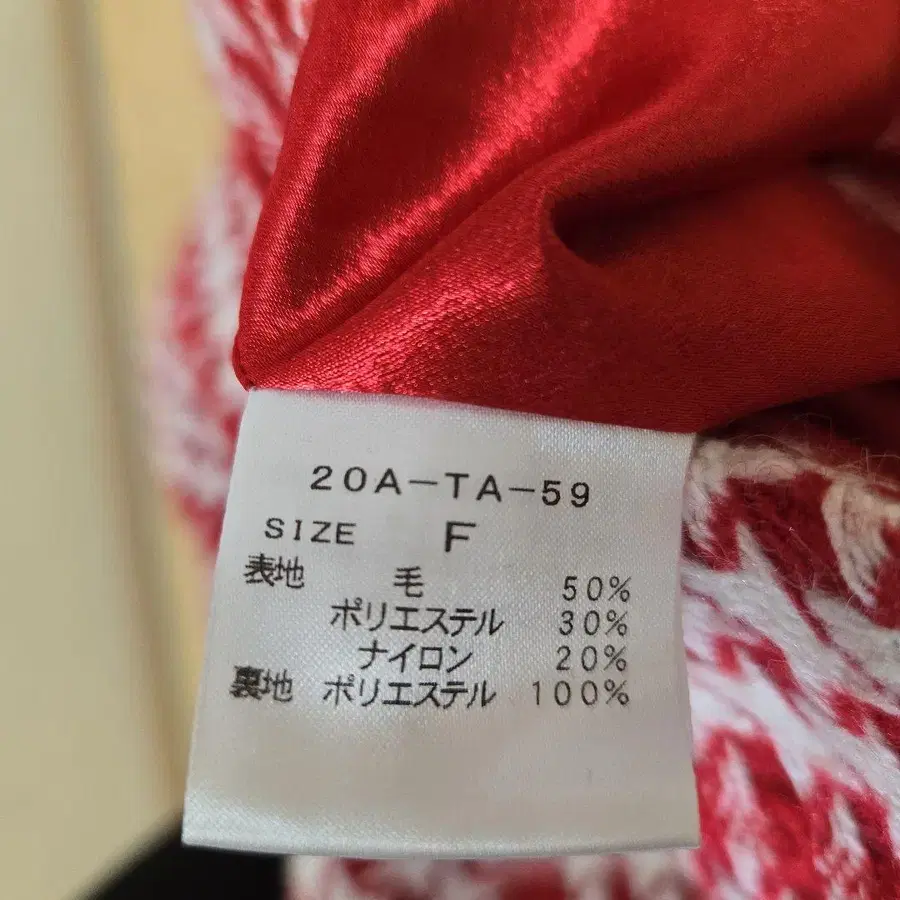 20A-TA-59
SIZE F
表地 毛 50%
ポリエステル 30%
ナイロン 20%
裏地 ポリエステル 100%